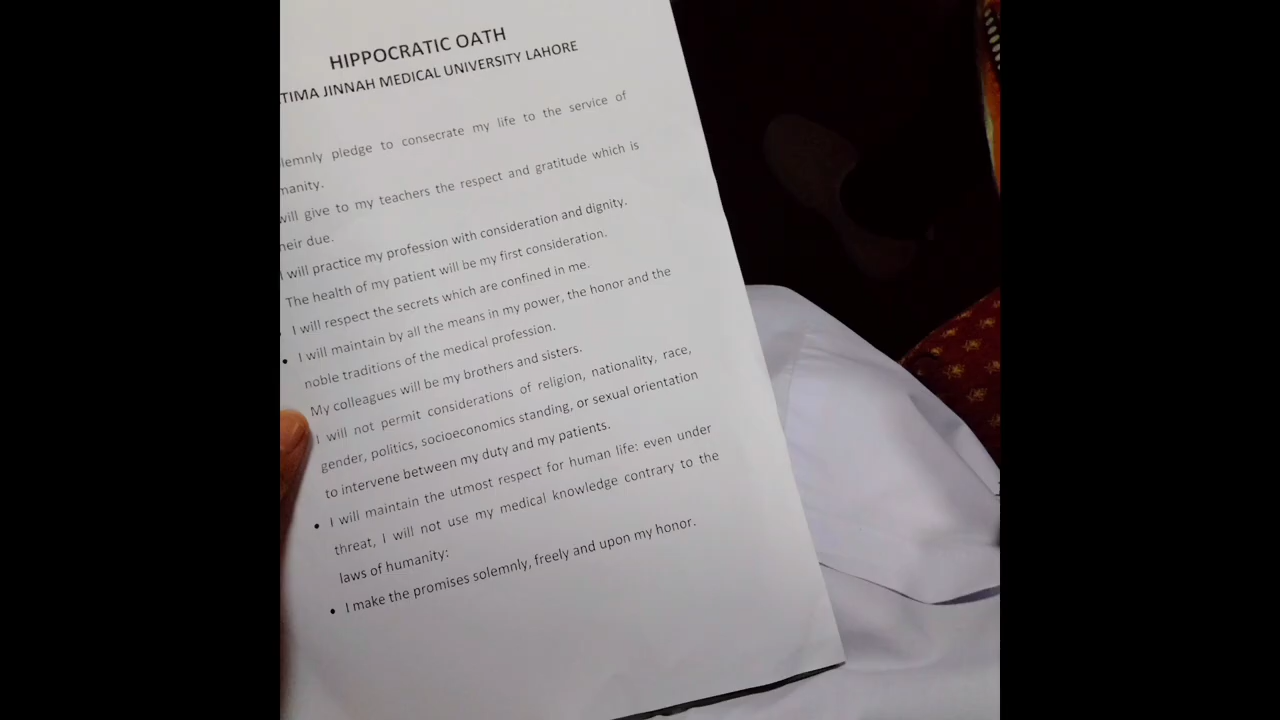 HIPPOCRATIC OATH
TIMA JINNAH MEDICAL UNIVERSITY LAHORE
lemnly pledge to consecrate my life to the service of
manity.
will give to my teachers the respect and gratitude which is
heir due.
I will practice my profession with consideration and dignity.
The health of my patient will be my first consideration.
I will respect the secrets which are confined in me.
• I will maintain by all the means in my power, the honor and the
noble traditions of the medical profession.
My colleagues will be my brothers and sisters.
I will not permit considerations of religion, nationality, race,
gender, politics, socioeconomics standing, or sexual orientation
to intervene between my duty and my patients.
• I will maintain the utmost respect for human life: even under
threat, I will not use my medical knowledge contrary to the
laws of humanity:
• I make the promises solemnly, freely and upon my honor.